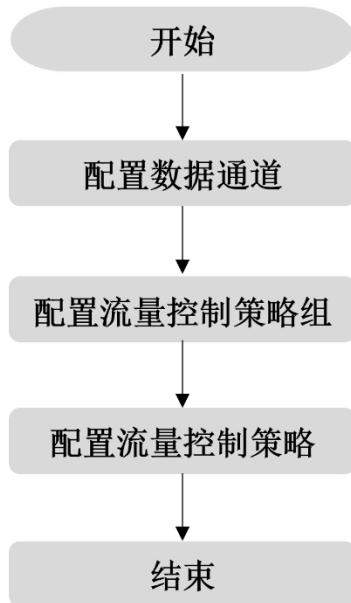 开始
配置数据通道
配置流量控制策略组
配置流量控制策略
结束